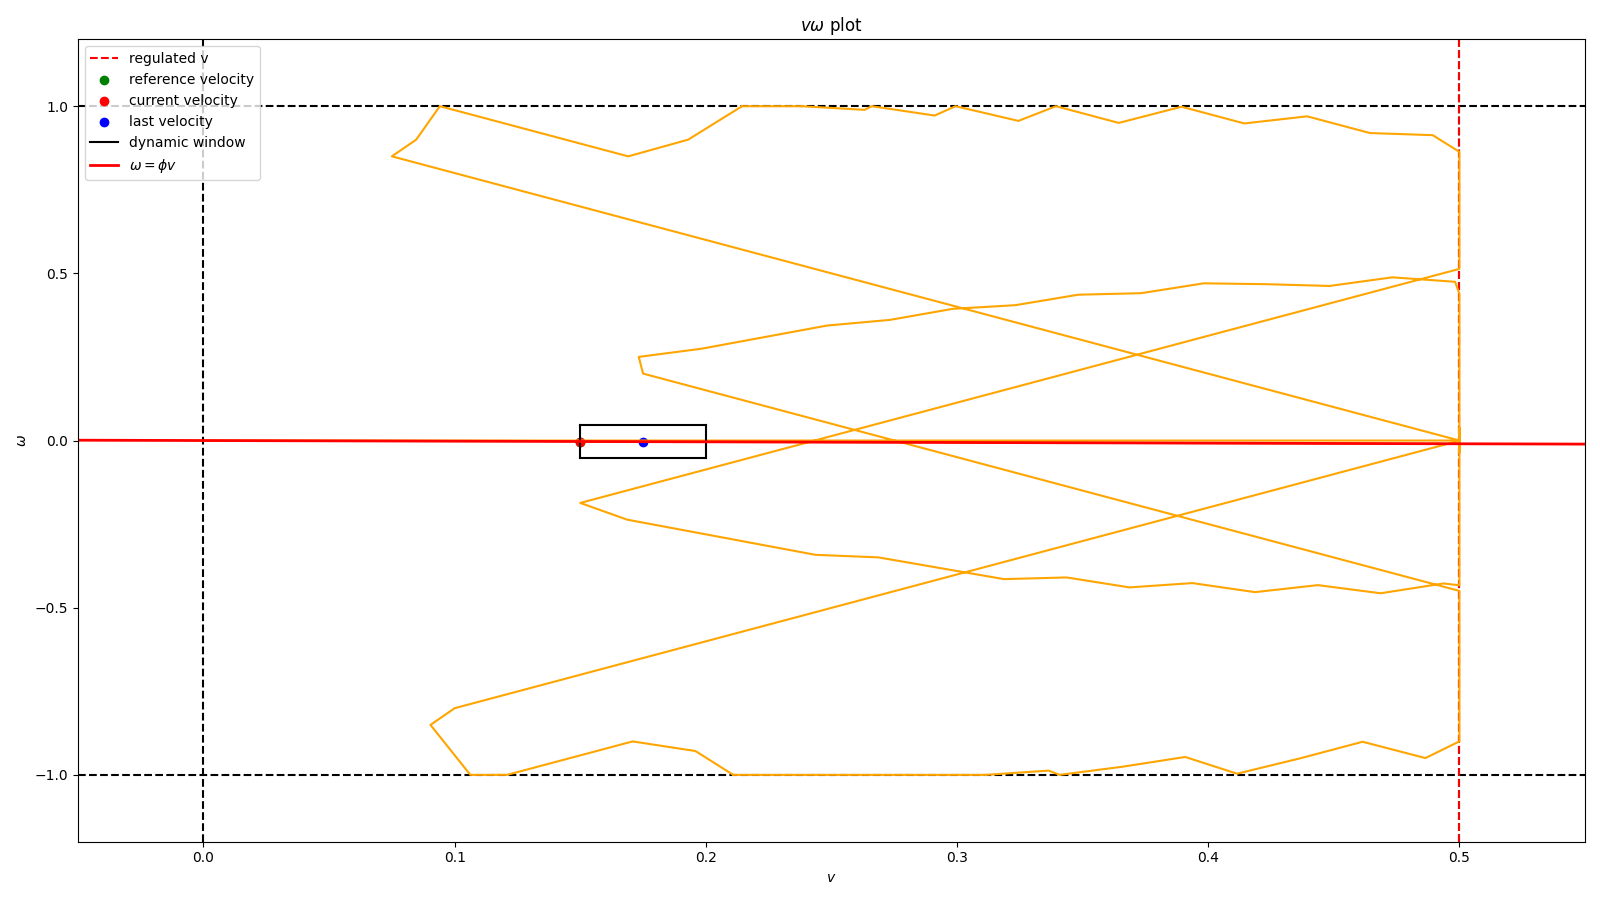 vω plot
regulated v
reference velocity
current velocity
last velocity
dynamic window
ω = ϕv
1.0
0.5
0.0
−0.5
−1.0
ω
0.0 0.1 0.2 0.3 0.4 0.5
v